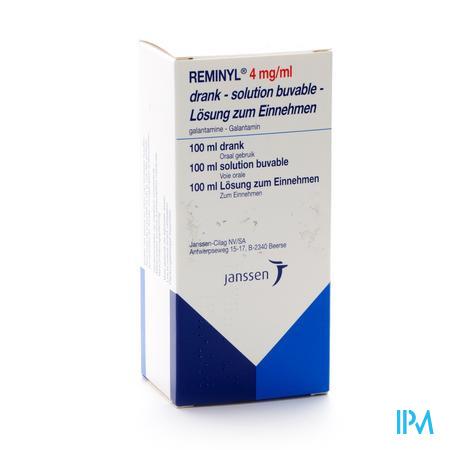 REMINYL® 4 mg/ml
drank - solution buvable -
Lösung zum Einnehmen
galantamine - Galantamin
100 ml drank
Oraal gebruik
100 ml solution buvable
Voie orale
100 ml Lösung zum Einnehmen
Zum Einnehmen
Janssen-Cilag NV/SA
Antwerpseweg 15-17, B-2340 Beerse
janssen
IPM